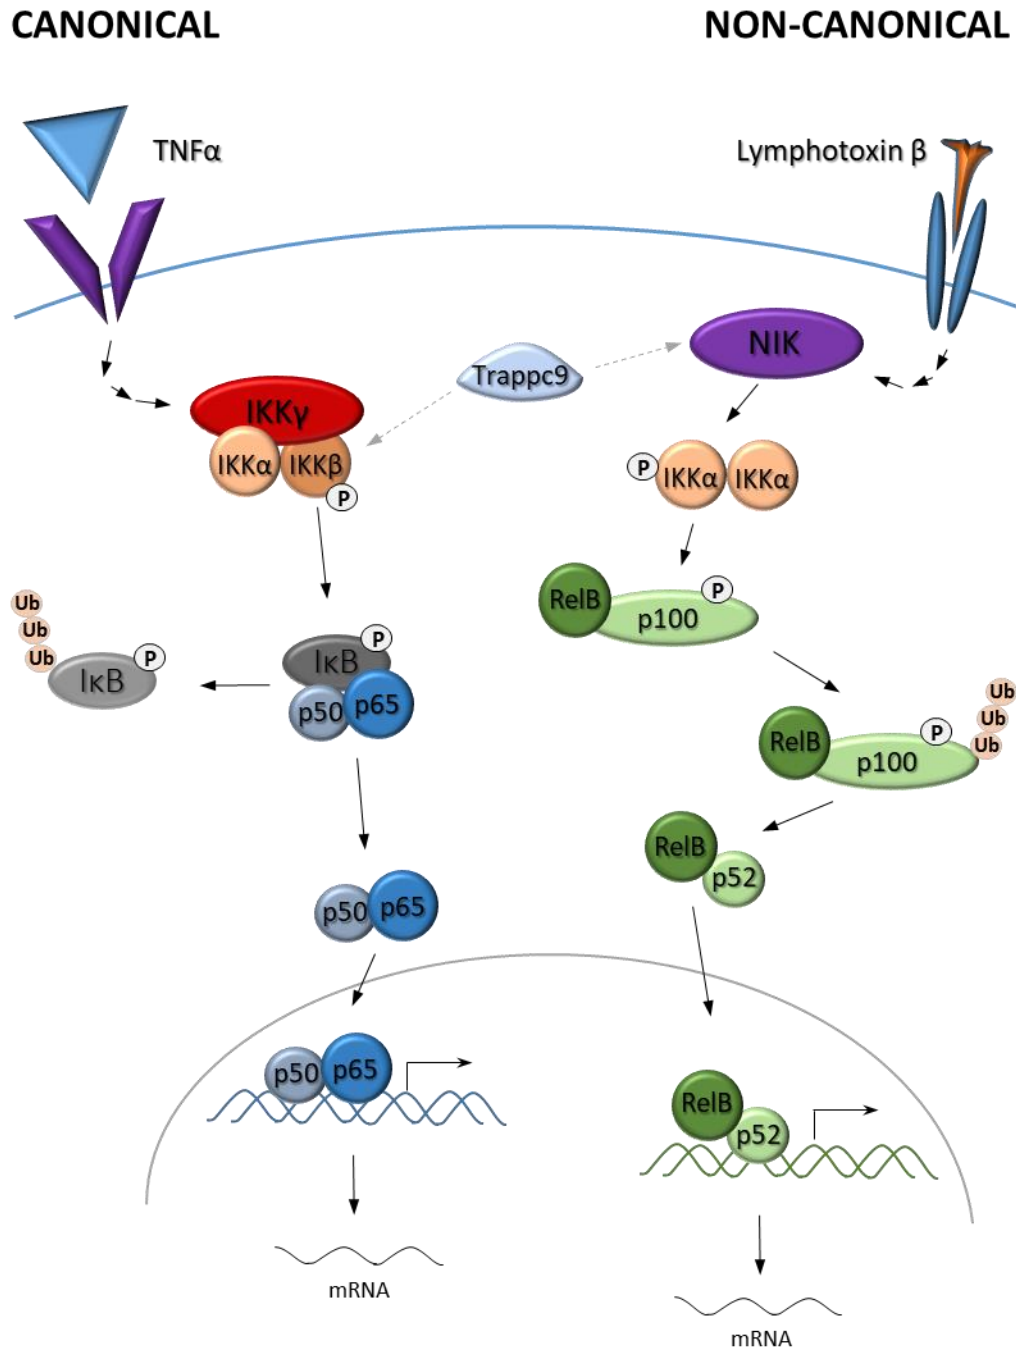 CANONICAL
NON-CANONICAL
TNFα
Lymphotoxin β
NIK
Trappc9
IKKγ
IKKα
IKKβ
P
P
IKKα
IKKα
Ub
Ub
Ub
P
IκB
P
IκB
p50
p65
RelB
P
p100
Ub
Ub
Ub
P
RelB
p100
RelB
p52
p50
p65
p50
p65
RelB
p52
mRNA
mRNA